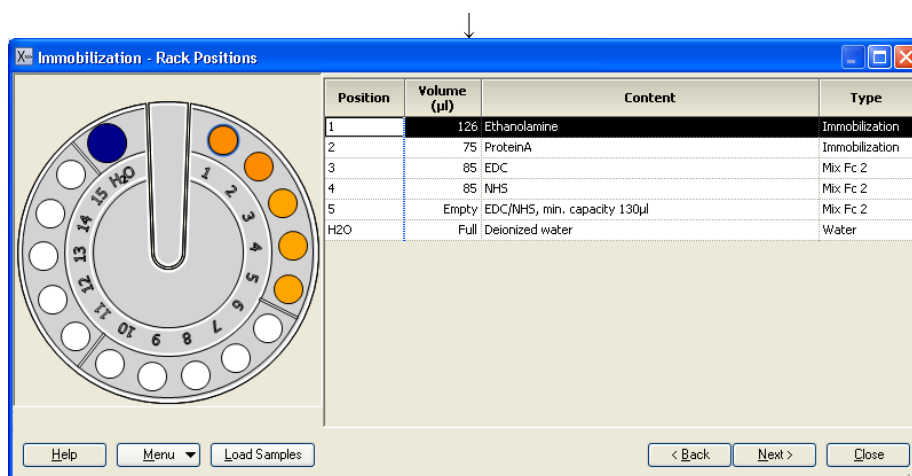 Immobilization - Rack Positions
Position Volume (µl) Content Type
1 126 Ethanolamine Immobilization
2 75 ProteinA Immobilization
3 85 EDC Mix Fc 2
4 85 NHS Mix Fc 2
5 Empty EDC/NHS, min. capacity 130µl Mix Fc 2
H2O Full Deionized water Water
H₂O
1
2
3
4
5
6
7
8
9
10
11
12
13
14
15
Help Menu Load Samples < Back Next > Close